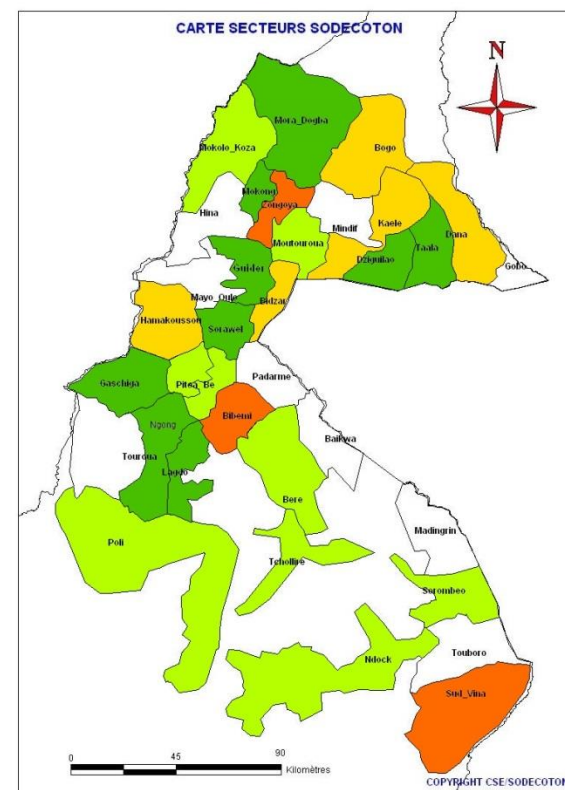 CARTE SECTEURS SODECOTON
N
Mora_Dogba
Mokolo_Koza
Bogo
Mokong
Zongoya
Hina
Mindif
Kaele
Moutouroua
Dana
Taala
Dziguilao
Gobo
Guider
Mayo_Oulo
Bidzar
Hamakoussou
Sorawel
Padarme
Gaschiga
Pitoa_Be
Bibemi
Ngong
Baikwa
Touroua
Lagdo
Bere
Madingrin
Poli
Tchollire
Sorombeo
Touboro
Ndock
Sud_Vina
0 45 90
Kilomètres
COPYRIGHT CSE/SODECOTON